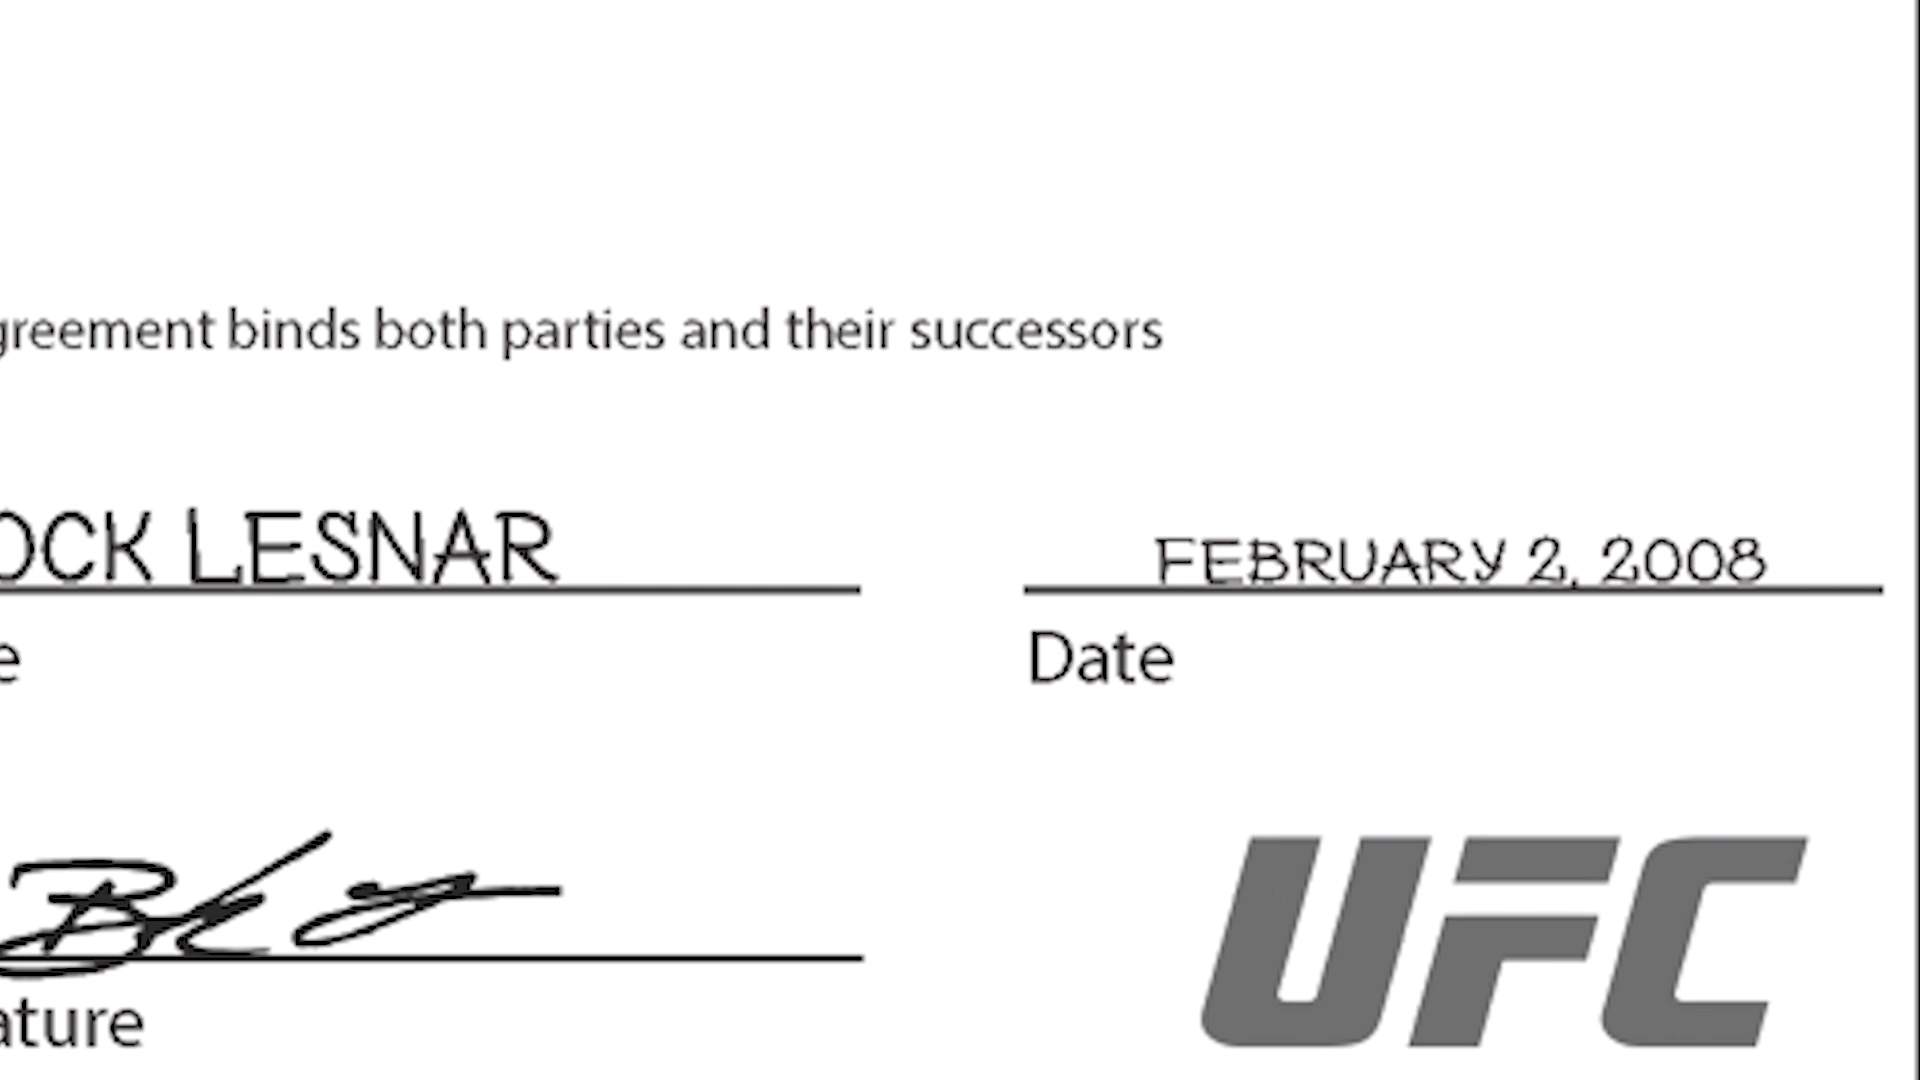 greement binds both parties and their successors
OCK LESNAR
FEBRUARY 2, 2008
e
Date
ature
UFC